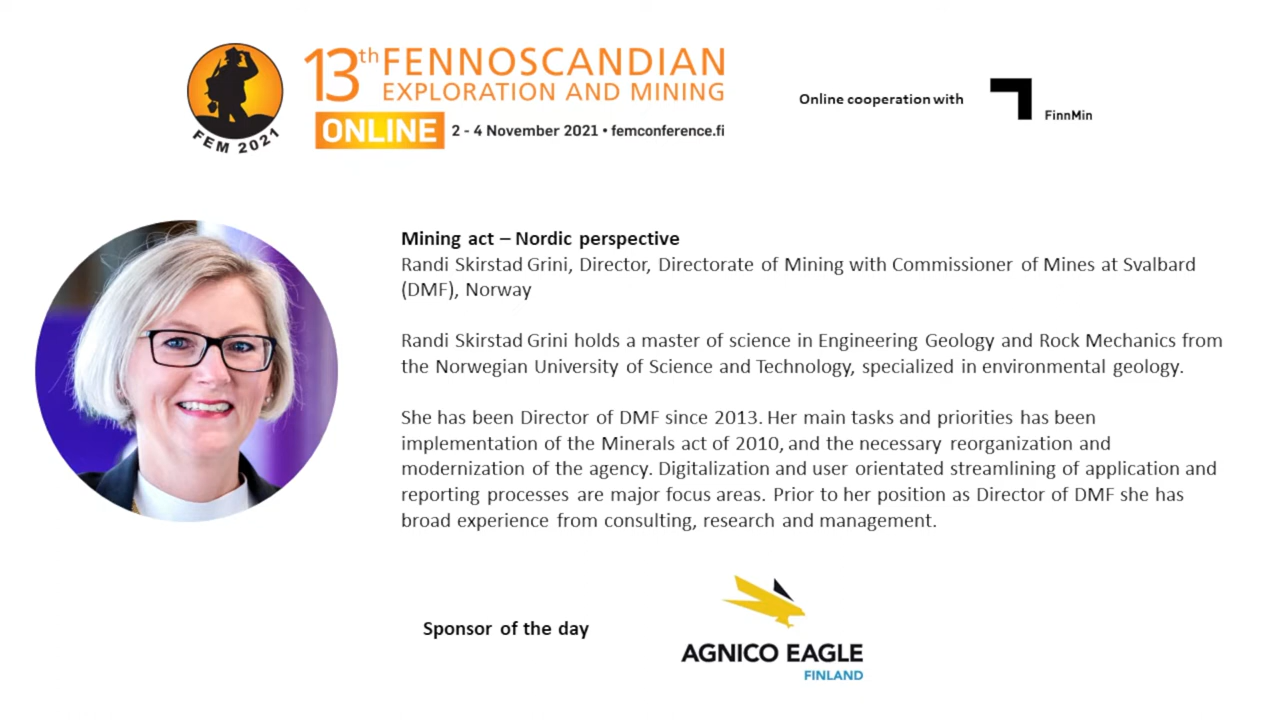 FEM 2021
13th FENNOSCANDIAN
EXPLORATION AND MINING
ONLINE 2 - 4 November 2021 • femconference.fi
Online cooperation with
FinnMin
Mining act – Nordic perspective
Randi Skirstad Grini, Director, Directorate of Mining with Commissioner of Mines at Svalbard
(DMF), Norway
Randi Skirstad Grini holds a master of science in Engineering Geology and Rock Mechanics from
the Norwegian University of Science and Technology, specialized in environmental geology.
She has been Director of DMF since 2013. Her main tasks and priorities has been
implementation of the Minerals act of 2010, and the necessary reorganization and
modernization of the agency. Digitalization and user orientated streamlining of application and
reporting processes are major focus areas. Prior to her position as Director of DMF she has
broad experience from consulting, research and management.
Sponsor of the day
AGNICO EAGLE
FINLAND